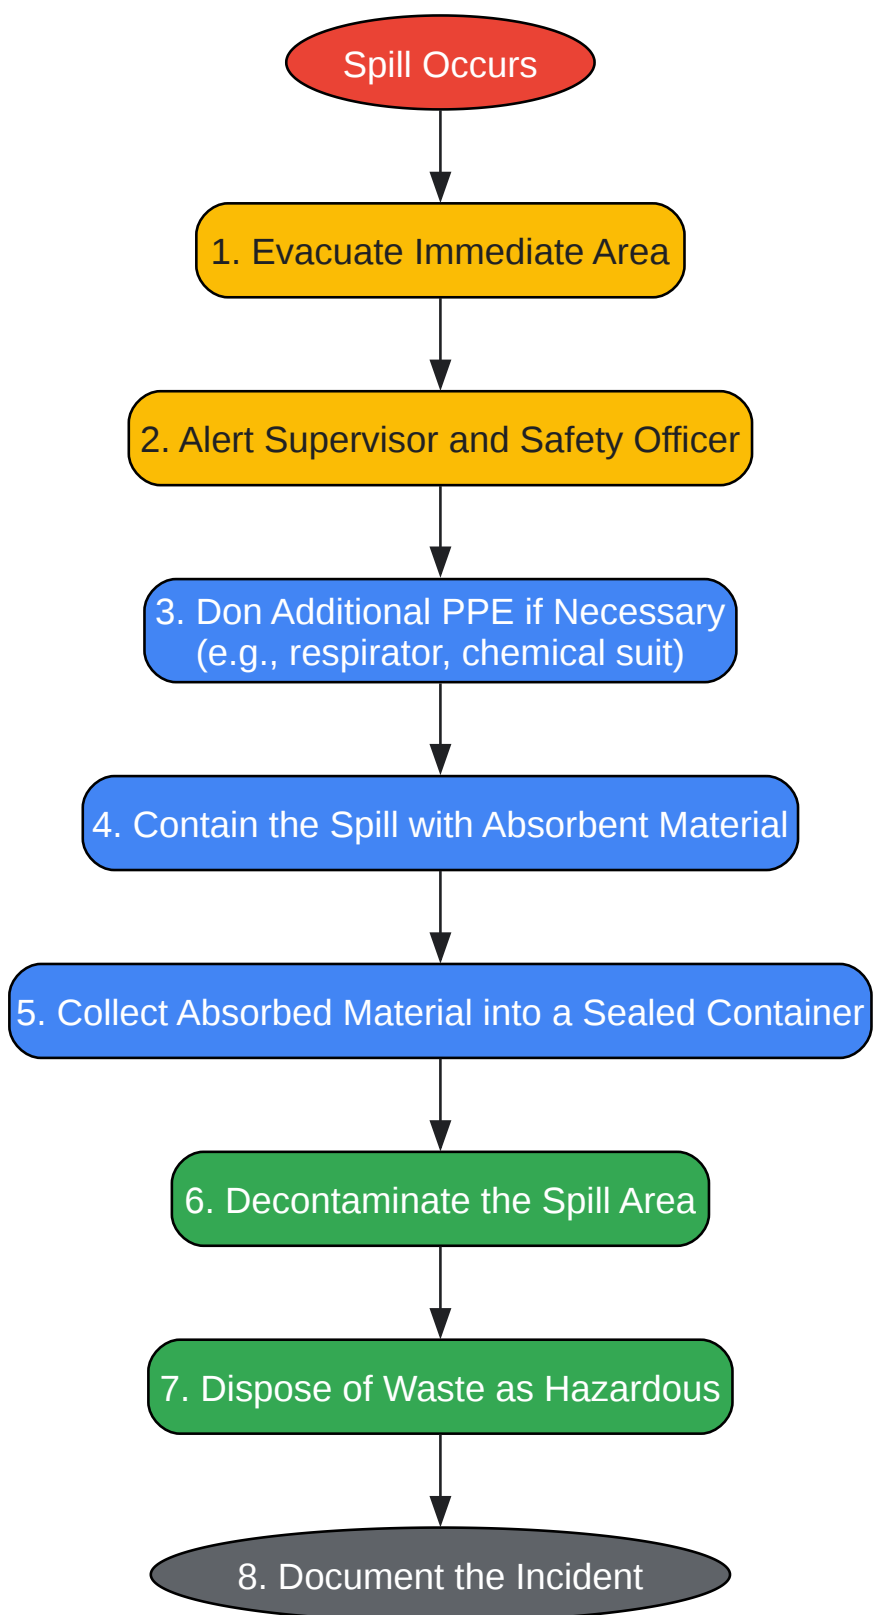 Spill Occurs
1. Evacuate Immediate Area
2. Alert Supervisor and Safety Officer
3. Don Additional PPE if Necessary
(e.g., respirator, chemical suit)
4. Contain the Spill with Absorbent Material
5. Collect Absorbed Material into a Sealed Container
6. Decontaminate the Spill Area
7. Dispose of Waste as Hazardous
8. Document the Incident